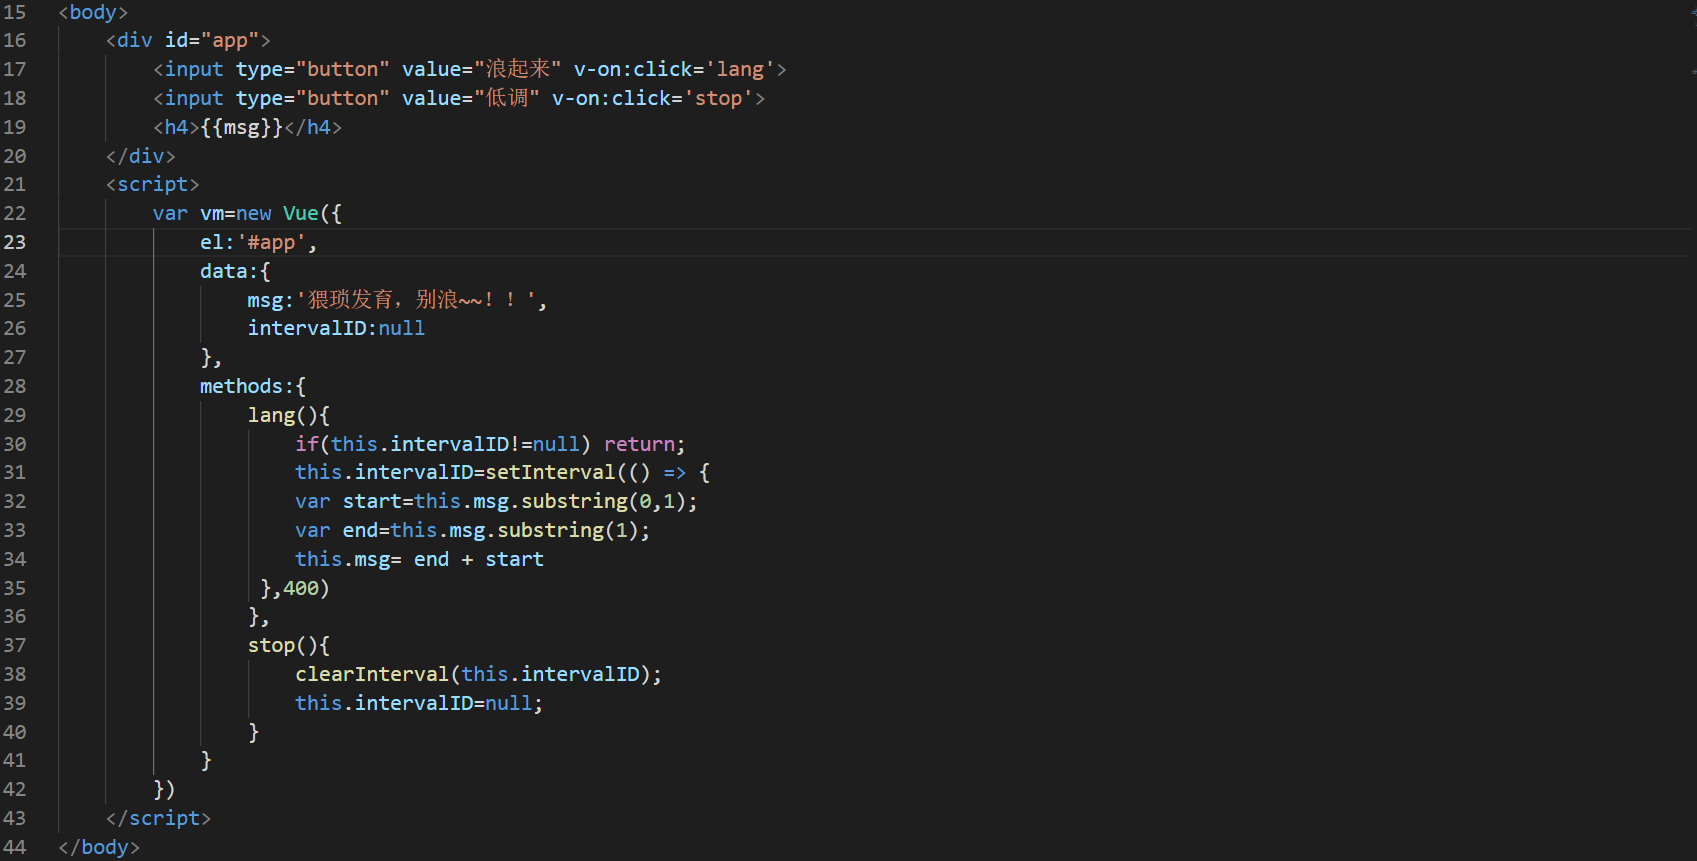 15 <body>
16 <div id="app">
17 <input type="button" value="浪起来" v-on:click='lang'>
18 <input type="button" value="低调" v-on:click='stop'>
19 <h4>{{msg}}</h4>
20 </div>
21 <script>
22 var vm=new Vue({
23 el:'#app',
24 data:{
25 msg:'猥琐发育，别浪~~！！',
26 intervalID:null
27 },
28 methods:{
29 lang(){
30 if(this.intervalID!=null) return;
31 this.intervalID=setInterval(() => {
32 var start=this.msg.substring(0,1);
33 var end=this.msg.substring(1);
34 this.msg= end + start
35 },400)
36 },
37 stop(){
38 clearInterval(this.intervalID);
39 this.intervalID=null;
40 }
41 }
42 })
43 </script>
44 </body>